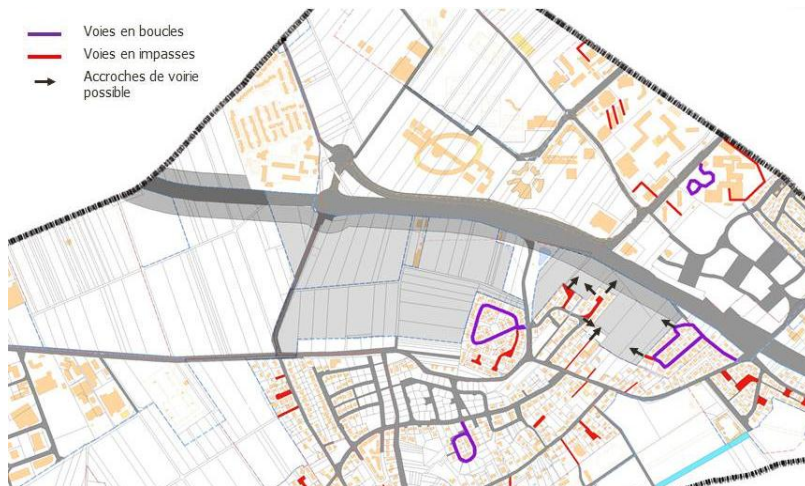 Voies en boucles
Voies en impasses
Accroches de voirie
possible